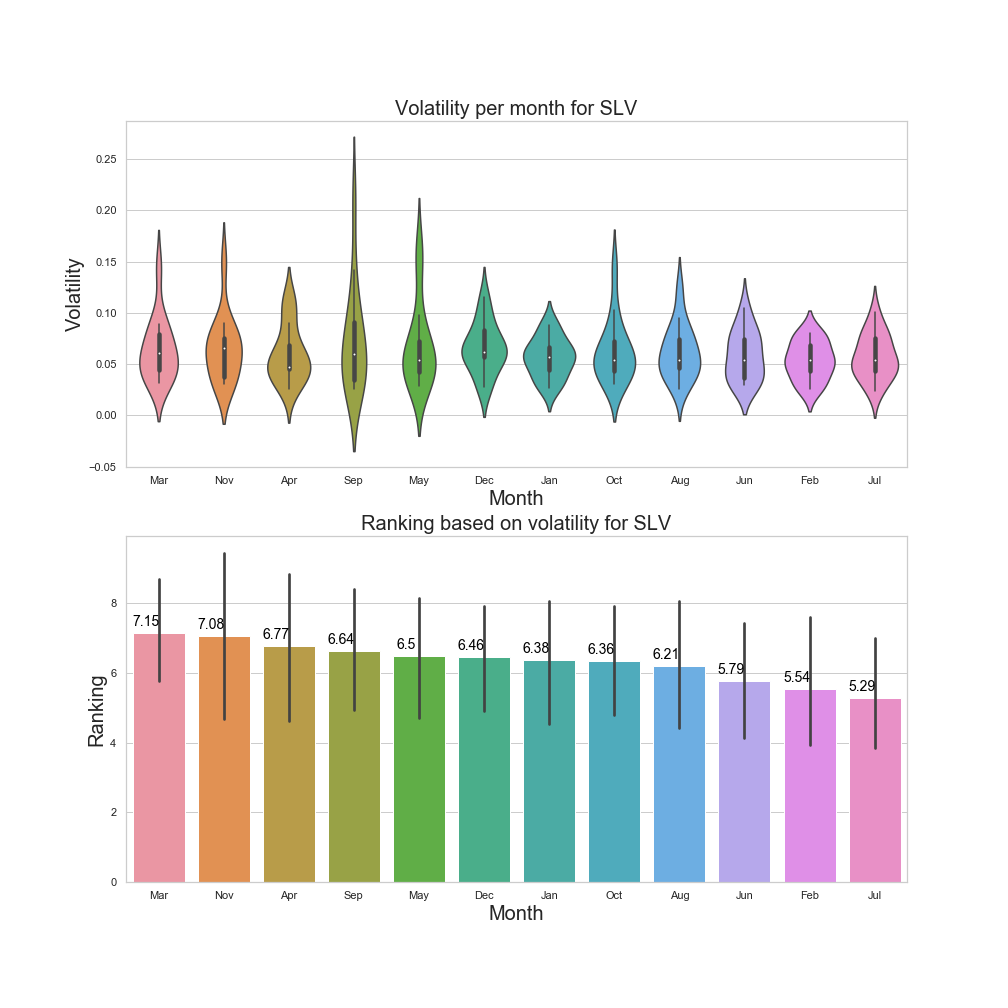 Volatility per month for SLV
Volatility
0.25
0.20
0.15
0.10
0.05
0.00
−0.05
Mar Nov Apr Sep May Dec Jan Oct Aug Jun Feb Jul
Month
Ranking based on volatility for SLV
Ranking
8
6
4
2
0
7.15 7.08 6.77 6.64 6.5 6.46 6.38 6.36 6.21 5.79 5.54 5.29
Mar Nov Apr Sep May Dec Jan Oct Aug Jun Feb Jul
Month